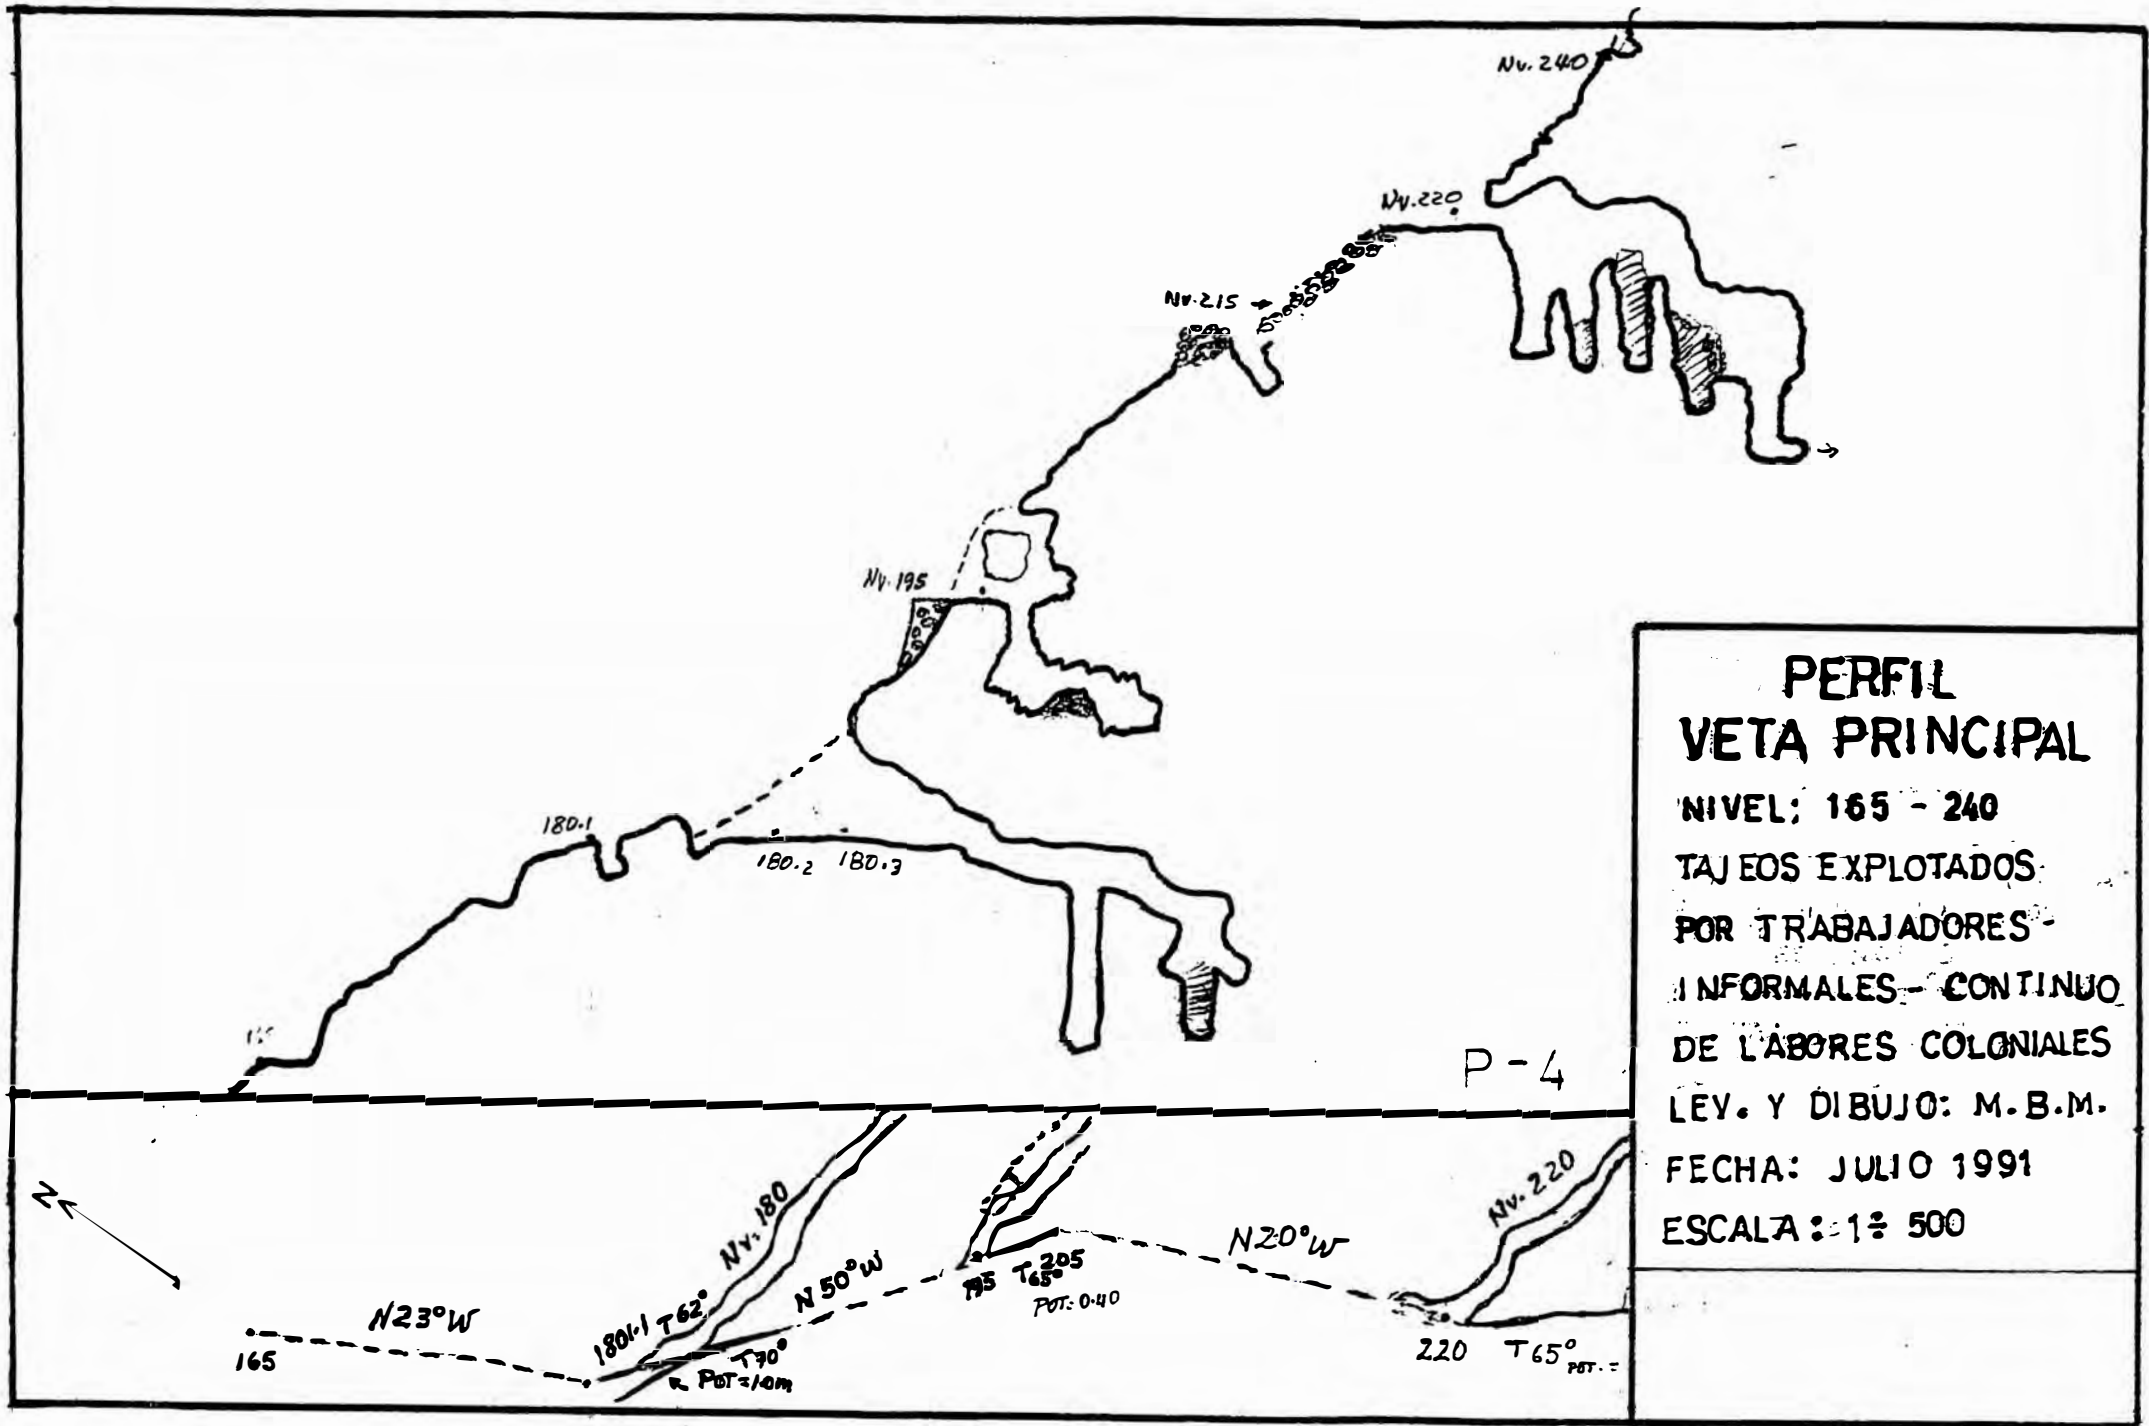 Nv. 240
Nv. 220
Nv. 215
Nv. 195
180.1
180.2
180.3
P-4
PERFIL
VETA PRINCIPAL
NIVEL: 165 - 240
TAJEOS EXPLOTADOS
POR TRABAJADORES -
INFORMALES - CONTINUO
DE LABORES COLONIALES
LEV. Y DIBUJO: M.B.M.
FECHA: JULIO 1991
ESCALA: 1÷ 500
N
165
N23°W
Nv. 180
T62°
T70°
POT=1.0m
N50°W
195
T65°
205
POT: 0.40
N20°W
Nv. 220
220
T65°
POT. =